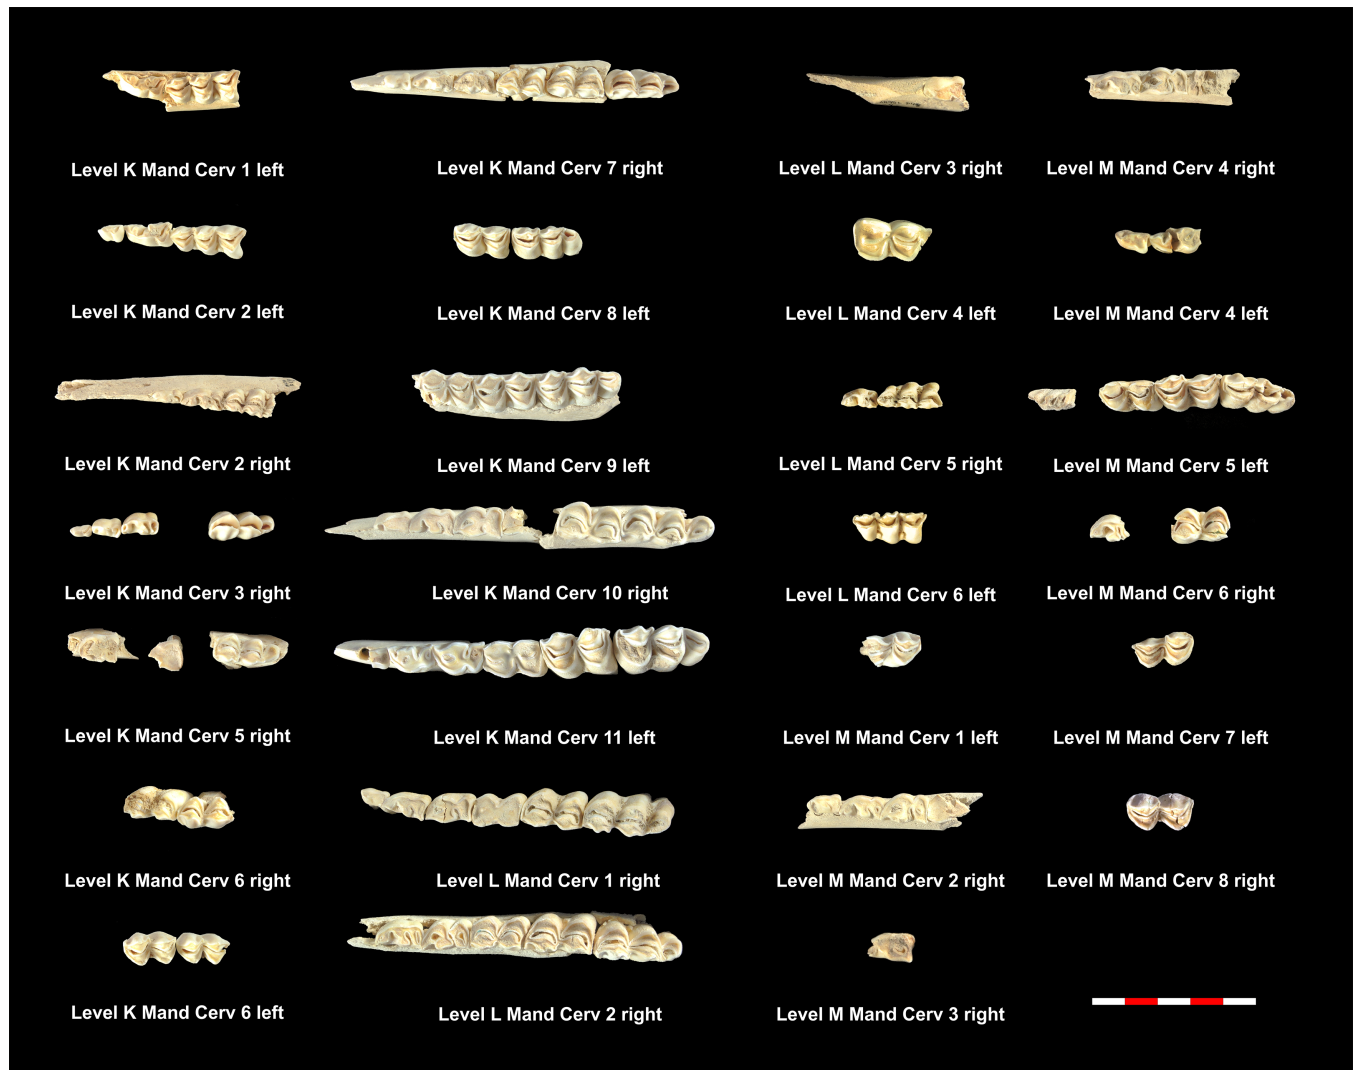 Level K Mand Cerv 1 left
Level K Mand Cerv 7 right
Level L Mand Cerv 3 right
Level M Mand Cerv 4 right
Level K Mand Cerv 2 left
Level K Mand Cerv 8 left
Level L Mand Cerv 4 left
Level M Mand Cerv 4 left
Level K Mand Cerv 2 right
Level K Mand Cerv 9 left
Level L Mand Cerv 5 right
Level M Mand Cerv 5 left
Level K Mand Cerv 3 right
Level K Mand Cerv 10 right
Level L Mand Cerv 6 left
Level M Mand Cerv 6 right
Level K Mand Cerv 5 right
Level K Mand Cerv 11 left
Level M Mand Cerv 1 left
Level M Mand Cerv 7 left
Level K Mand Cerv 6 right
Level L Mand Cerv 1 right
Level M Mand Cerv 2 right
Level M Mand Cerv 8 right
Level K Mand Cerv 6 left
Level L Mand Cerv 2 right
Level M Mand Cerv 3 right